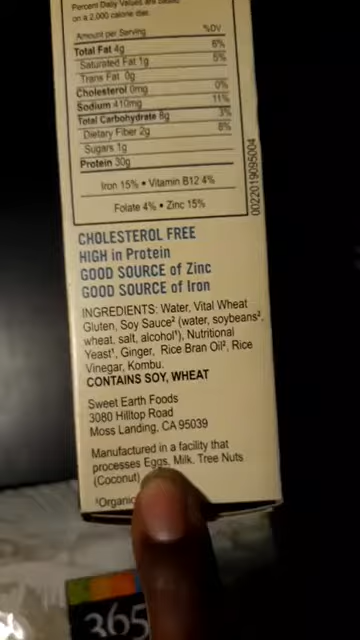 Percent Daily Values are based
on a 2,000 calorie diet.
Amount per Serving %DV
Total Fat 4g 6%
Saturated Fat 1g 5%
Trans Fat 0g
Cholesterol 0mg 0%
Sodium 410mg 11%
Total Carbohydrate 8g 3%
Dietary Fiber 2g 8%
Sugars 1g
Protein 30g
Iron 15% • Vitamin B12 4%
Folate 4% • Zinc 15%
0022019095004
CHOLESTEROL FREE
HIGH in Protein
GOOD SOURCE of Zinc
GOOD SOURCE of Iron
INGREDIENTS: Water, Vital Wheat
Gluten, Soy Sauce² (water, soybeans²,
wheat, salt, alcohol¹), Nutritional
Yeast¹, Ginger, Rice Bran Oil², Rice
Vinegar, Kombu.
CONTAINS SOY, WHEAT
Sweet Earth Foods
3080 Hilltop Road
Moss Landing, CA 95039
Manufactured in a facility that
processes Eggs, Milk, Tree Nuts
(Coconut)
¹Organic
365